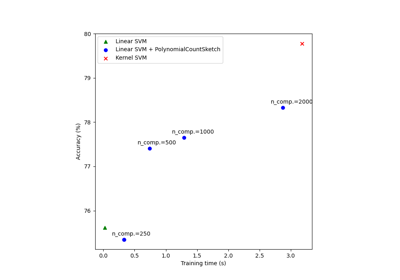 80
79
78
77
76
Accuracy (%)
Linear SVM
Linear SVM + PolynomialCountSketch
Kernel SVM
n_comp.=2000
n_comp.=1000
n_comp.=500
n_comp.=250
0.0 0.5 1.0 1.5 2.0 2.5 3.0
Training time (s)